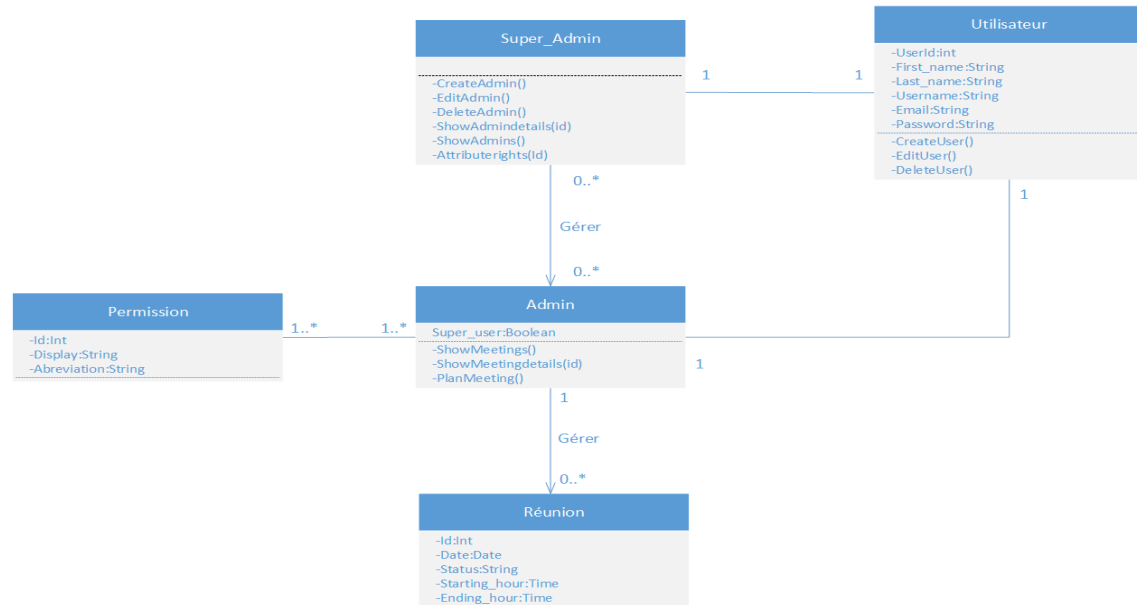 Super_Admin
-CreateAdmin()
-EditAdmin()
-DeleteAdmin()
-ShowAdmindetails(id)
-ShowAdmins()
-Attributerights(Id)
1
1
Utilisateur
-UserId:int
-First_name:String
-Last_name:String
-Username:String
-Email:String
-Password:String
-CreateUser()
-EditUser()
-DeleteUser()
1
0..*
Gérer
0..*
Permission
-Id:Int
-Display:String
-Abreviation:String
1..*
1..*
Admin
Super_user:Boolean
-ShowMeetings()
-ShowMeetingdetails(id)
-PlanMeeting()
1
1
Gérer
0..*
Réunion
-Id:Int
-Date:Date
-Status:String
-Starting_hour:Time
-Ending_hour:Time